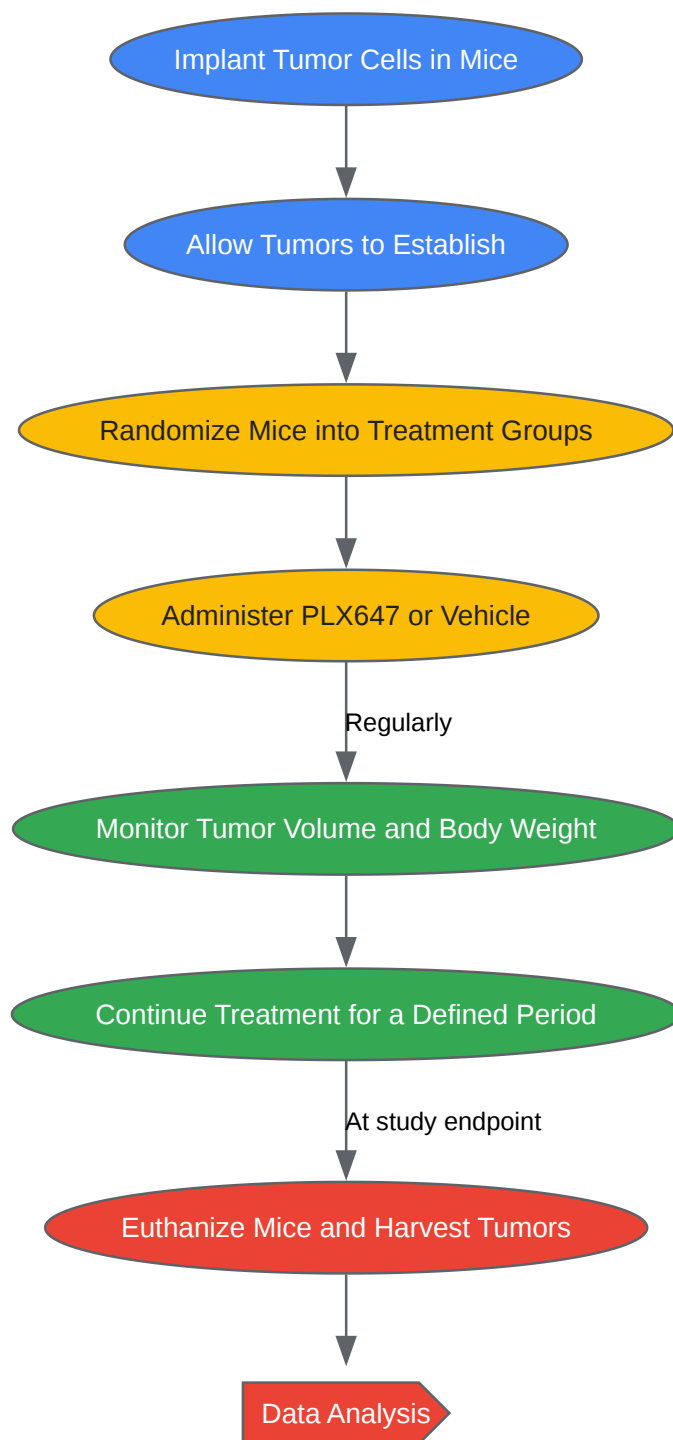 Implant Tumor Cells in Mice
Allow Tumors to Establish
Randomize Mice into Treatment Groups
Administer PLX647 or Vehicle
Regularly
Monitor Tumor Volume and Body Weight
Continue Treatment for a Defined Period
At study endpoint
Euthanize Mice and Harvest Tumors
Data Analysis